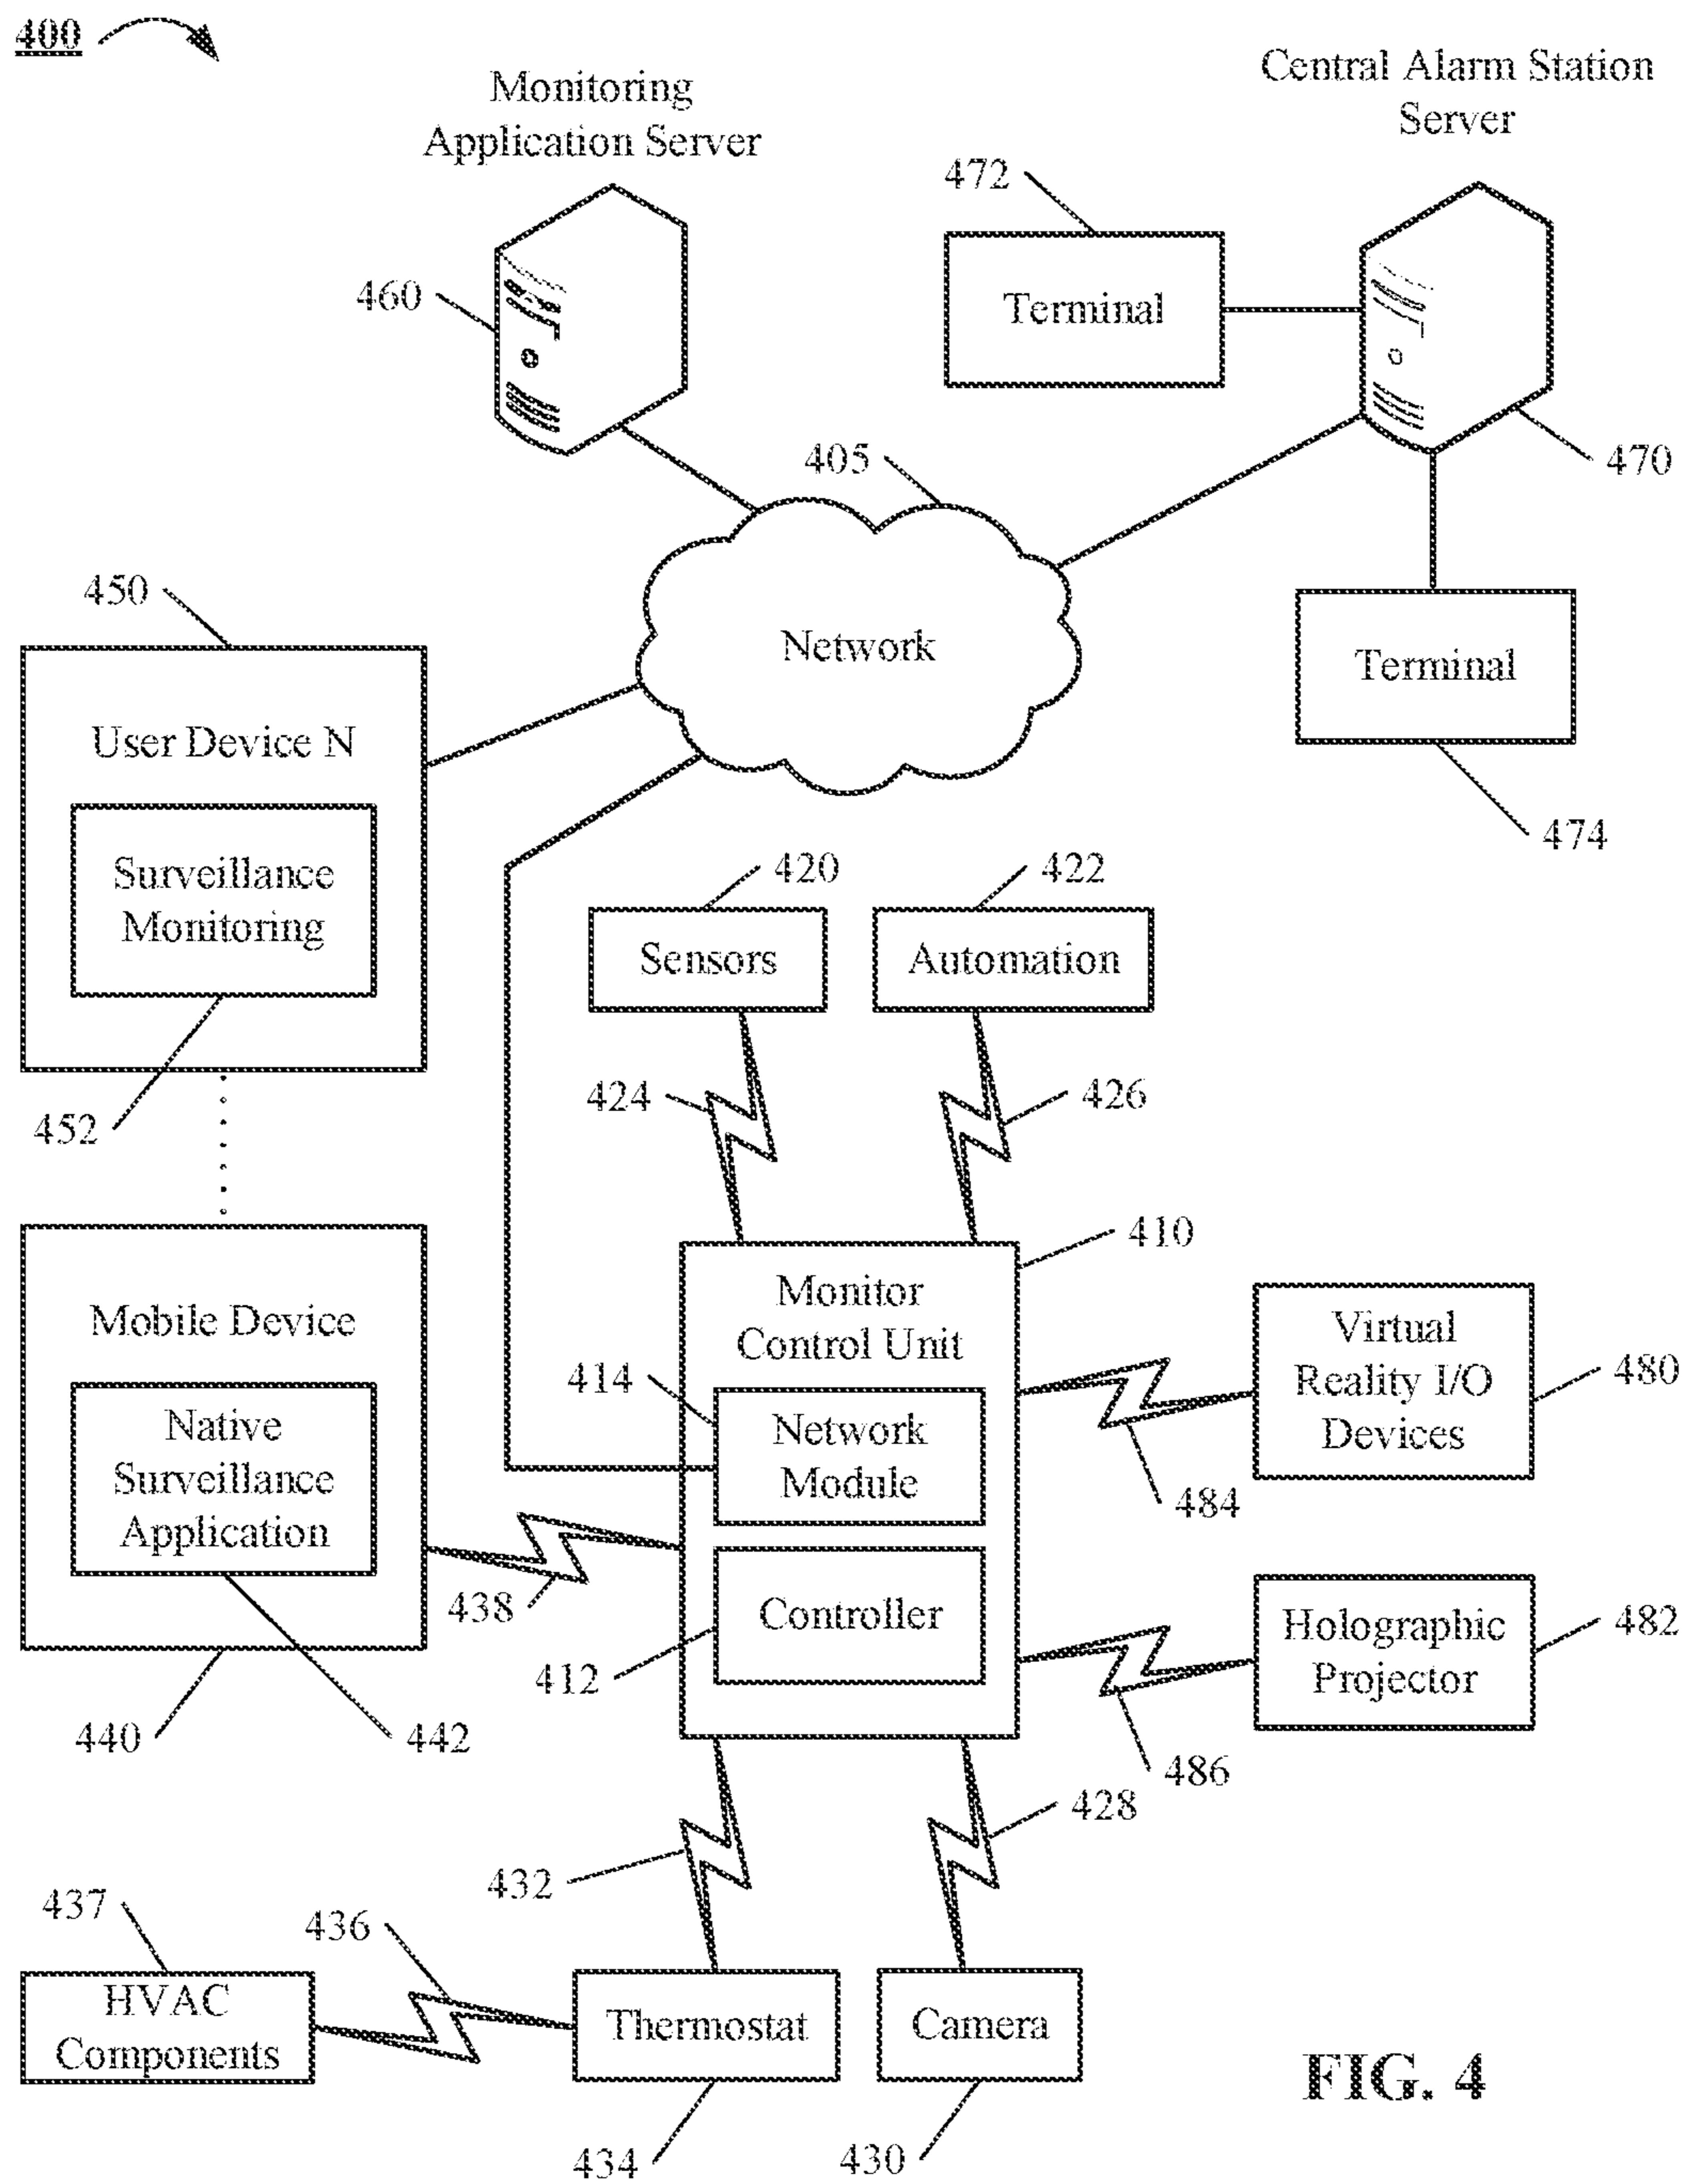 400
Monitoring
Application Server
Central Alarm Station
Server
472
Terminal
460
470
405
Network
450
User Device N
Surveillance
Monitoring
452
Terminal
474
420
422
Sensors
Automation
424
426
410
Monitor
Control Unit
414
Network
Module
Controller
412
Mobile Device
Native
Surveillance
Application
438
440
442
Virtual
Reality I/O
Devices
480
484
Holographic
Projector
482
486
428
432
437
436
HVAC
Components
Thermostat
Camera
434
430
FIG. 4